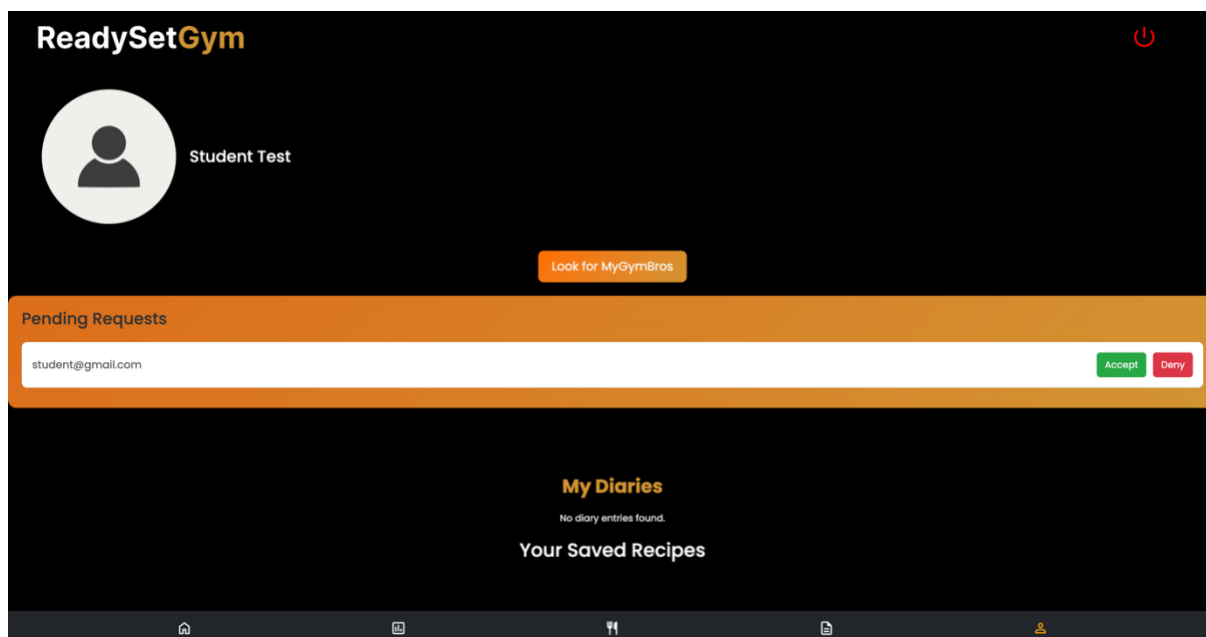 ReadySetGym
Student Test
Look for MyGymBros
Pending Requests
student@gmail.com
Accept Deny
My Diaries
No diary entries found.
Your Saved Recipes